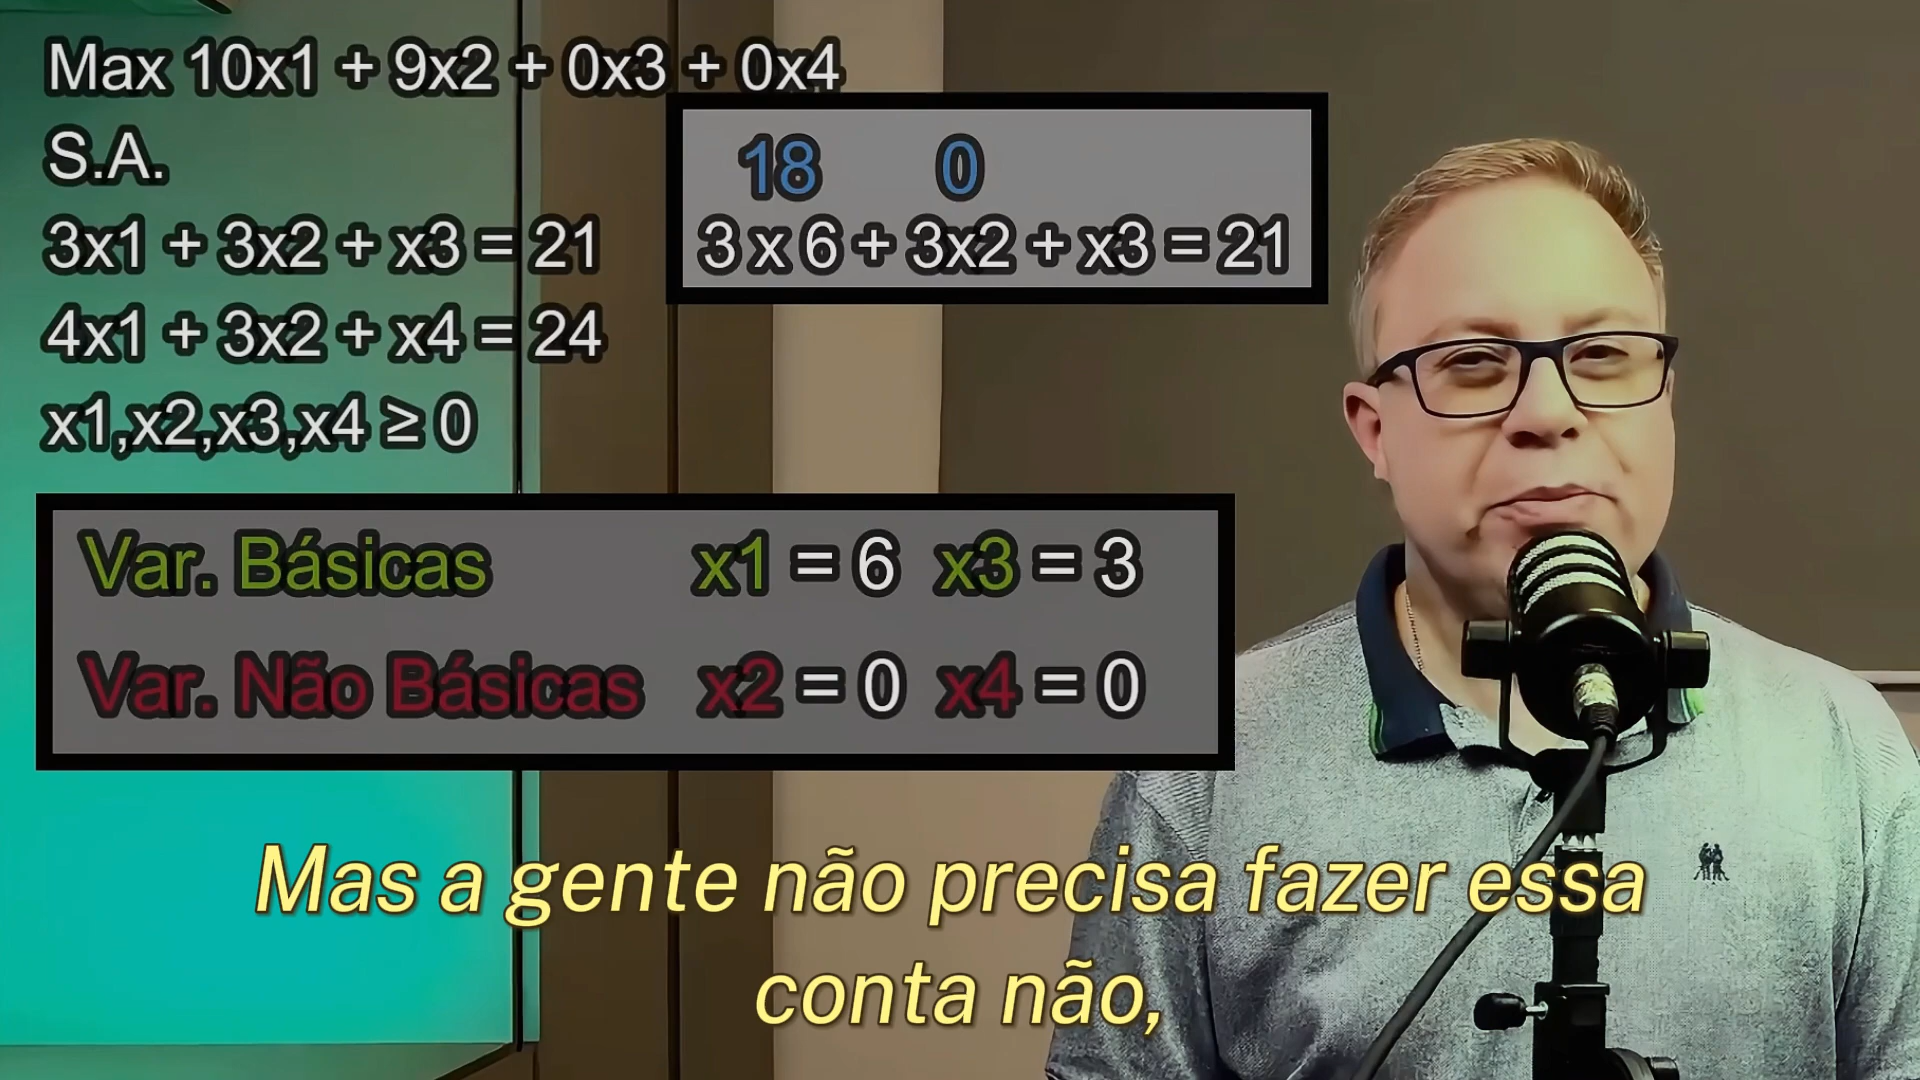 Max 10x1 + 9x2 + 0x3 + 0x4
S.A.
3x1 + 3x2 + x3 = 21
4x1 + 3x2 + x4 = 24
x1,x2,x3,x4 ≥ 0
18 0
3 x 6 + 3x2 + x3 = 21
Var. Básicas x1 = 6 x3 = 3
Var. Não Básicas x2 = 0 x4 = 0
Mas a gente não precisa fazer essa
conta não,